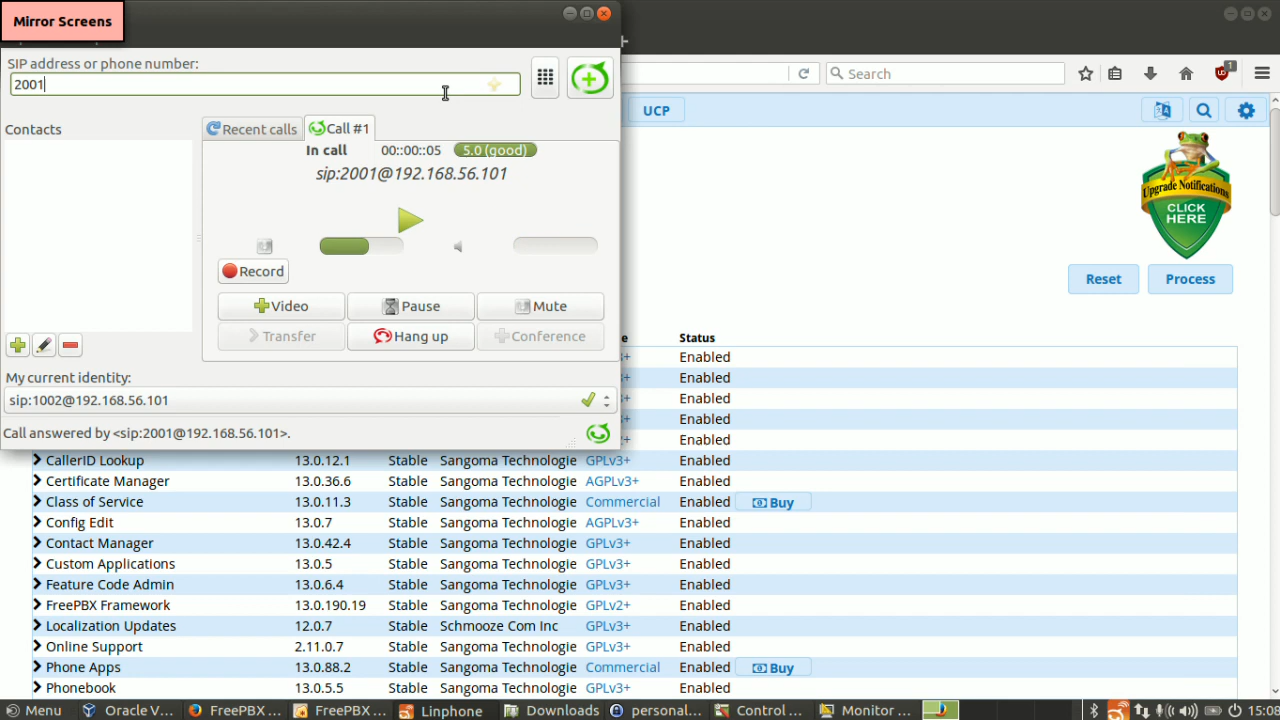 Mirror Screens
SIP address or phone number:
2001
Contacts
Recent calls
Call #1
In call 00::00::05 5.0 (good)
sip:2001@192.168.56.101
Record
Video
Pause
Mute
Transfer
Hang up
Conference
My current identity:
sip:1002@192.168.56.101
Call answered by <sip:2001@192.168.56.101>.
Search
1
UCP
Upgrade Notifications
CLICK
HERE
Reset
Process
Status
Enabled
Enabled
Enabled
Enabled
Enabled
CallerID Lookup 13.0.12.1 Stable Sangoma Technologie GPLv3+ Enabled
Certificate Manager 13.0.36.6 Stable Sangoma Technologie AGPLv3+ Enabled
Class of Service 13.0.11.3 Stable Sangoma Technologie Commercial Enabled Buy
Config Edit 13.0.7 Stable Sangoma Technologie AGPLv3+ Enabled
Contact Manager 13.0.42.4 Stable Sangoma Technologie GPLv3+ Enabled
Custom Applications 13.0.5 Stable Sangoma Technologie GPLv3+ Enabled
Feature Code Admin 13.0.6.4 Stable Sangoma Technologie GPLv3+ Enabled
FreePBX Framework 13.0.190.19 Stable Sangoma Technologie GPLv2+ Enabled
Localization Updates 12.0.7 Stable Schmooze Com Inc GPLv3+ Enabled
Online Support 2.11.0.7 Stable Sangoma Technologie GPLv3+ Enabled
Phone Apps 13.0.88.2 Stable Sangoma Technologie Commercial Enabled Buy
Phonebook 13.0.5.5 Stable Sangoma Technologie GPLv3+ Enabled
Menu Oracle V... FreePBX ... FreePBX ... Linphone Downloads personal... Control ... Monitor ... 15:08